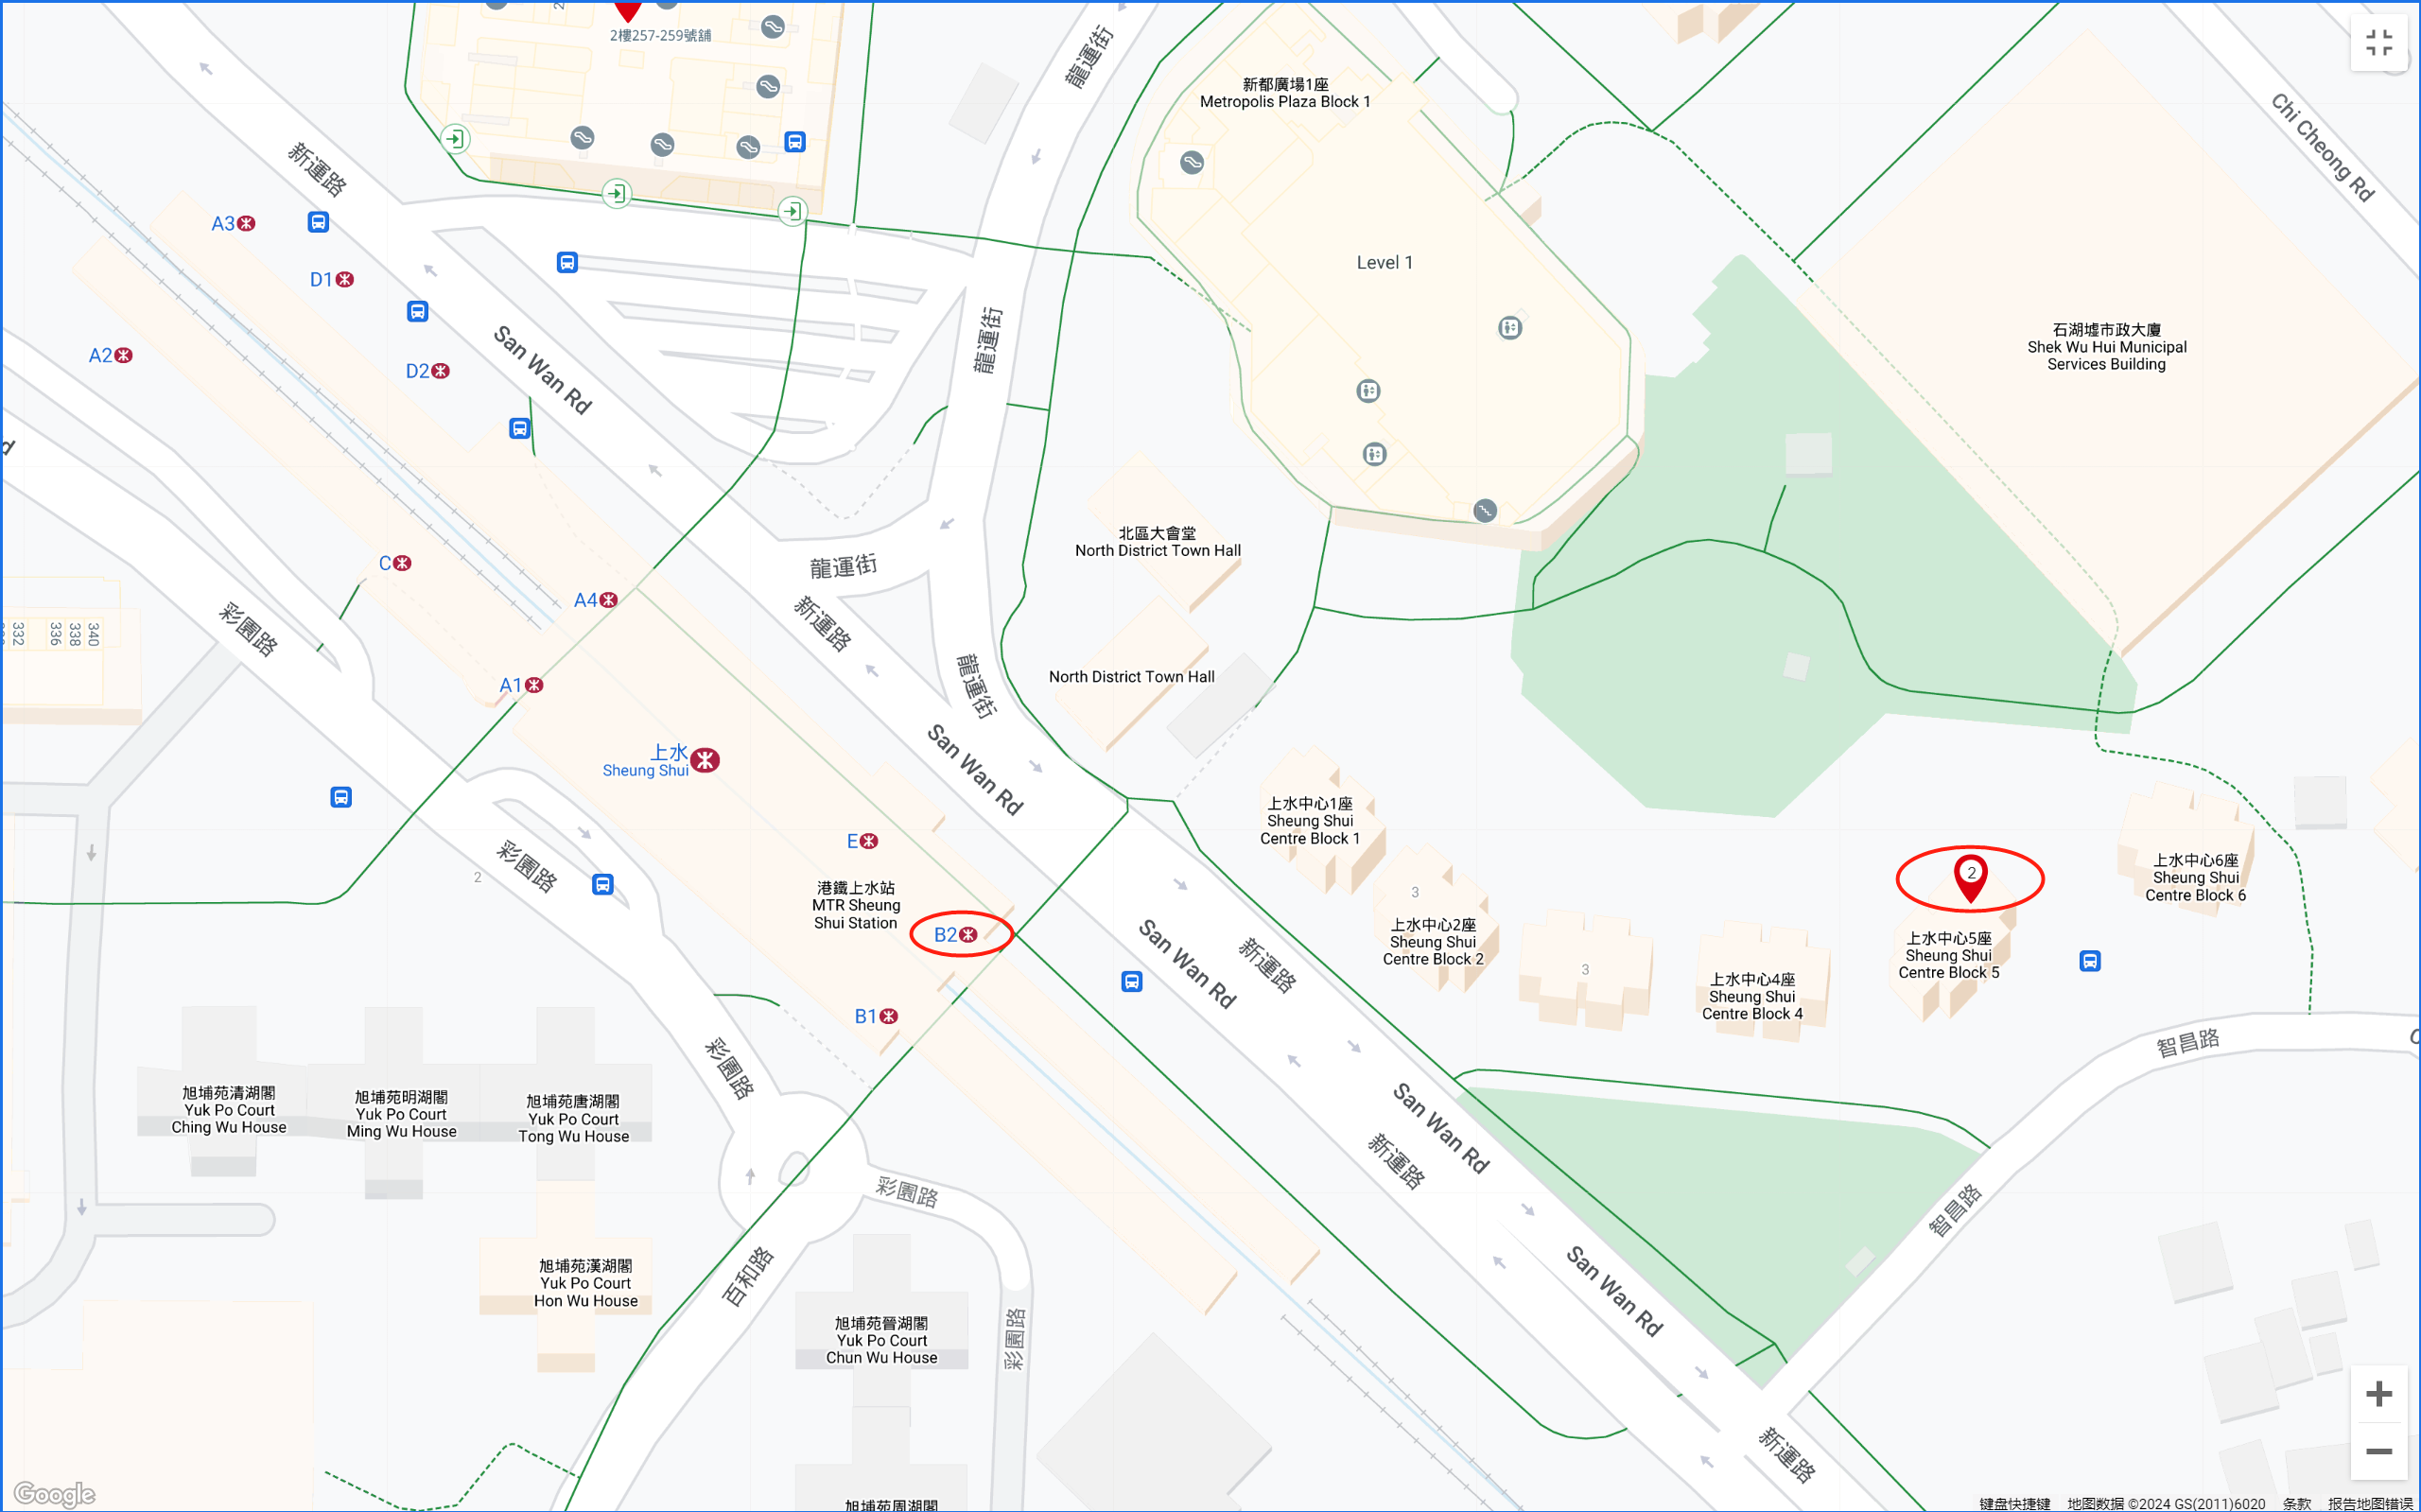 2樓257-259號舖
龍運街
新都廣場1座
Metropolis Plaza Block 1
Chi Cheong Rd
新運路
A3
D1
Level 1
A2
San Wan Rd
D2
龍運街
石湖墟市政大廈
Shek Wu Hui Municipal
Services Building
北區大會堂
North District Town Hall
C
A4
龍運街
新運路
彩園路
332
336
338
340
A1
龍運街
North District Town Hall
上水
Sheung Shui
San Wan Rd
E
上水中心1座
Sheung Shui
Centre Block 1
彩園路
2
港鐵上水站
MTR Sheung
Shui Station
B2
3
上水中心2座
Sheung Shui
Centre Block 2
San Wan Rd
新運路
3
上水中心4座
Sheung Shui
Centre Block 4
2
上水中心5座
Sheung Shui
Centre Block 5
上水中心6座
Sheung Shui
Centre Block 6
B1
彩園路
智昌路
旭埔苑清湖閣
Yuk Po Court
Ching Wu House
旭埔苑明湖閣
Yuk Po Court
Ming Wu House
旭埔苑唐湖閣
Yuk Po Court
Tong Wu House
San Wan Rd
新運路
彩園路
智昌路
旭埔苑漢湖閣
Yuk Po Court
Hon Wu House
百和路
San Wan Rd
旭埔苑晉湖閣
Yuk Po Court
Chun Wu House
彩園路
新運路
旭埔苑周湖閣
Google
键盘快捷键 地图数据 ©2024 GS(2011)6020 条款 报告地图错误